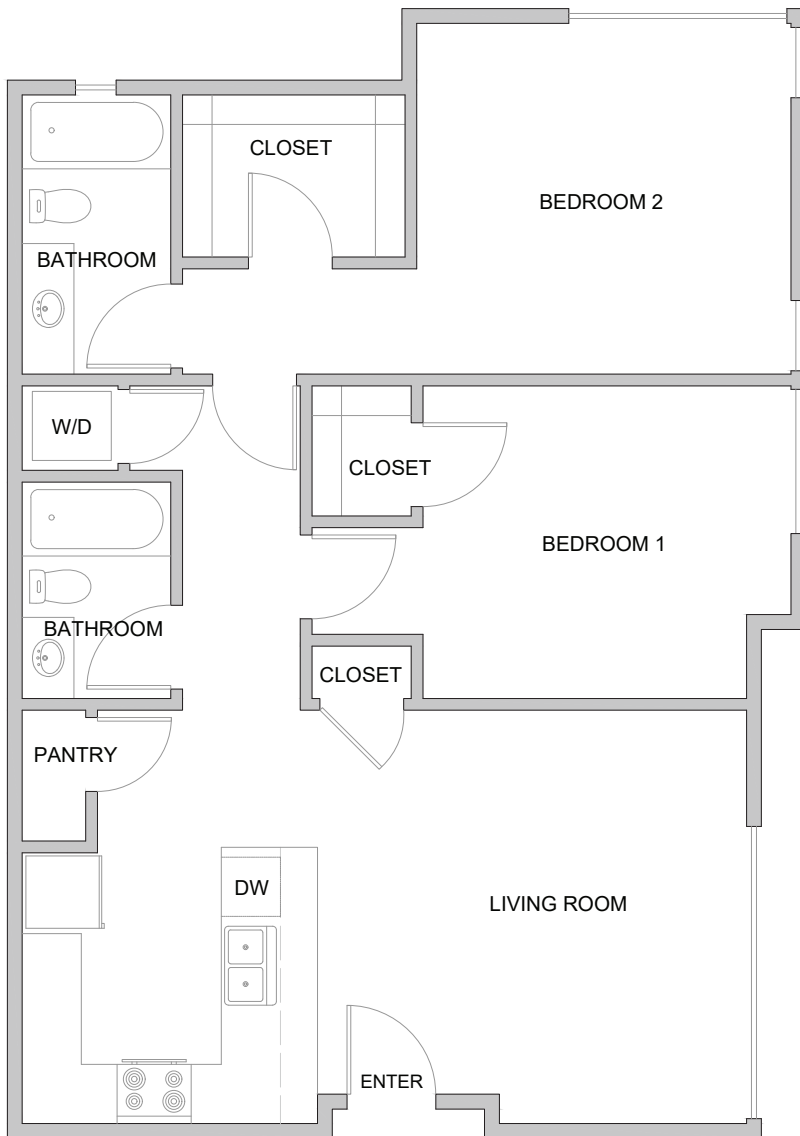 CLOSET
BEDROOM 2
BATHROOM
W/D
CLOSET
BEDROOM 1
BATHROOM
CLOSET
PANTRY
DW
LIVING ROOM
ENTER